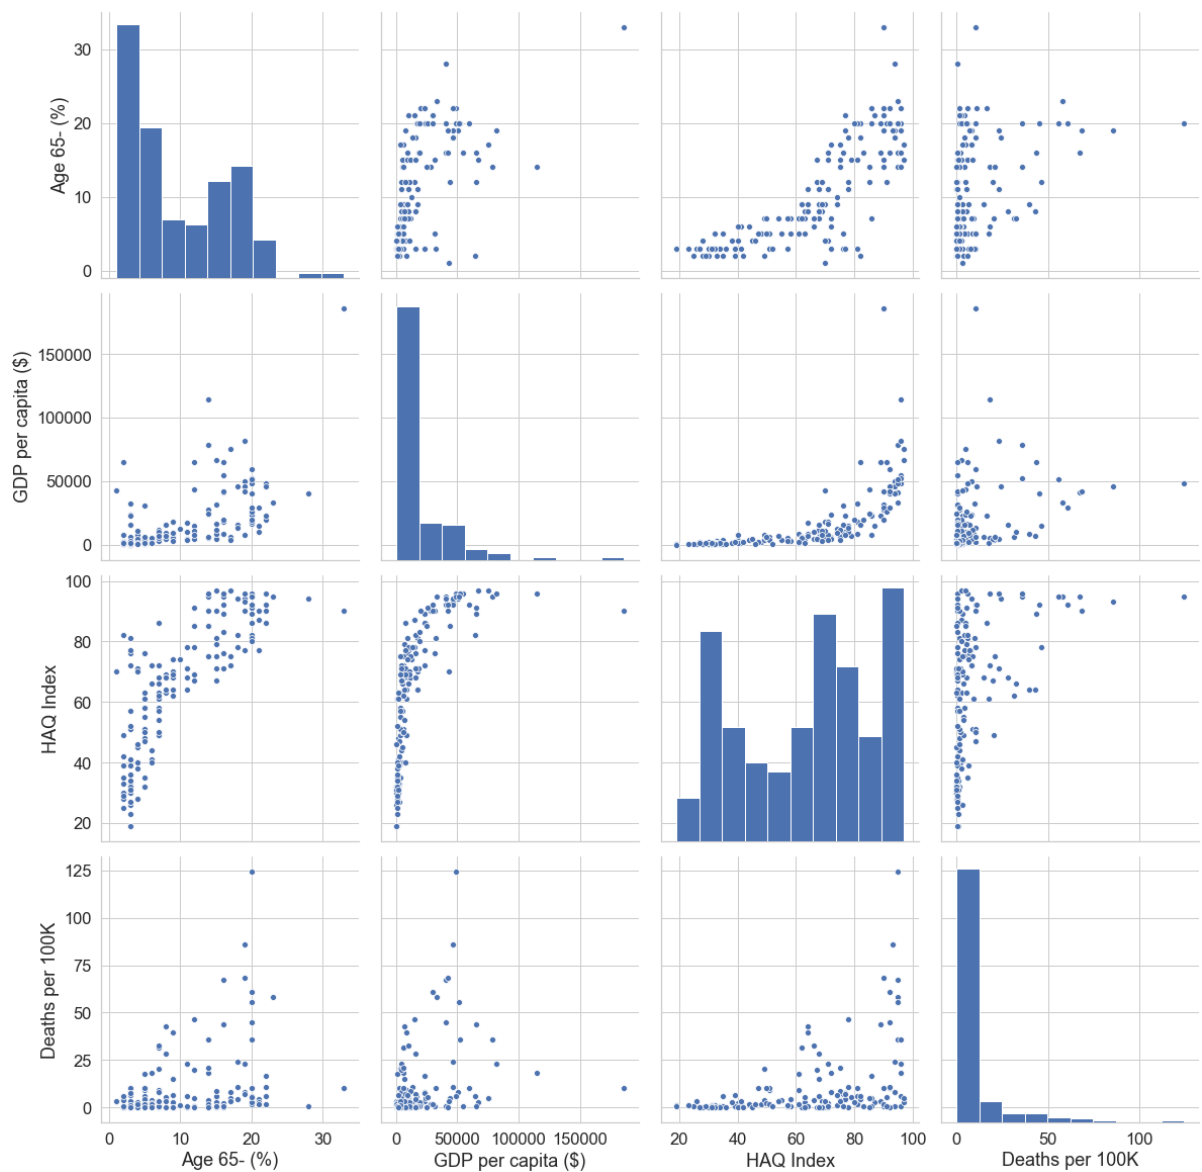 30
20
10
0
Age 65- (%)
150000
100000
50000
0
GDP per capita ($)
100
80
60
40
20
HAQ Index
125
100
75
50
25
0
Deaths per 100K
0 10 20 30
Age 65- (%)
0 50000 100000 150000
GDP per capita ($)
20 40 60 80 100
HAQ Index
0 50 100
Deaths per 100K